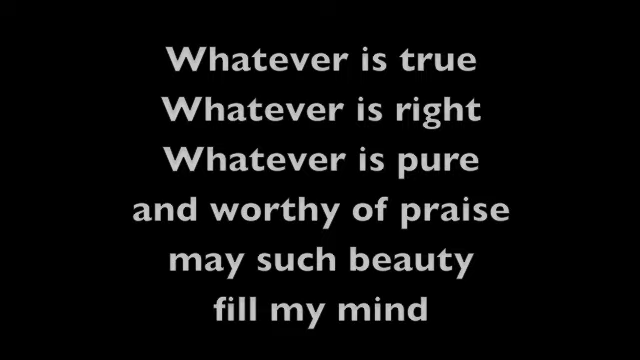 Whatever is true
Whatever is right
Whatever is pure
and worthy of praise
may such beauty
fill my mind